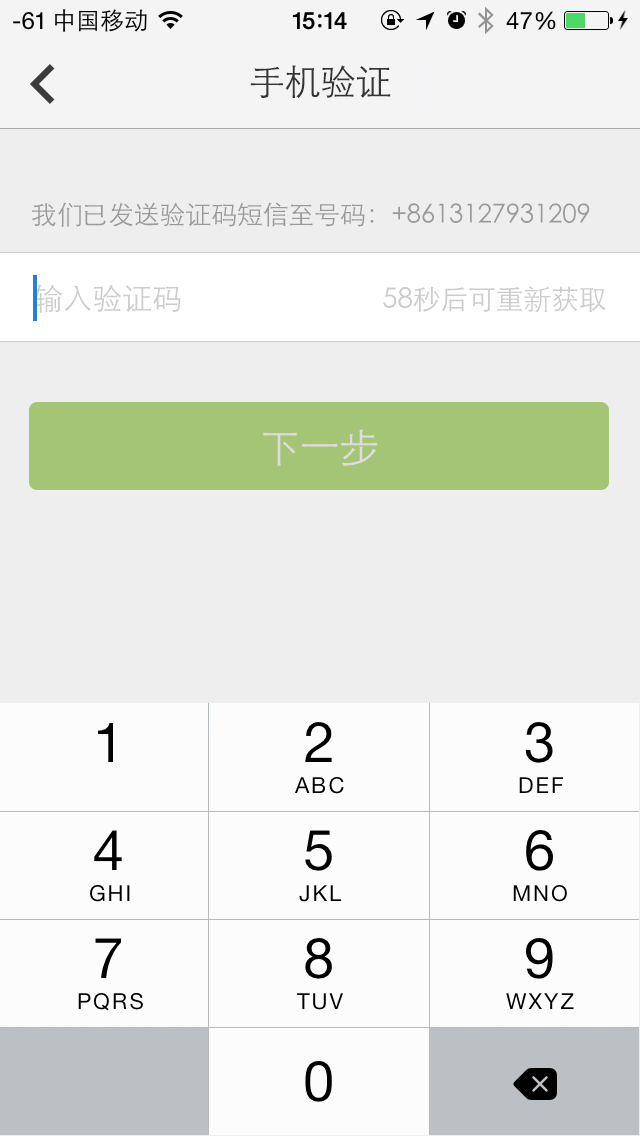 -61 中国移动 15:14 47%
手机验证
我们已发送验证码短信至号码：+8613127931209
输入验证码 58秒后可重新获取
下一步
1 2 3
ABC DEF
4 5 6
GHI JKL MNO
7 8 9
PQRS TUV WXYZ
0